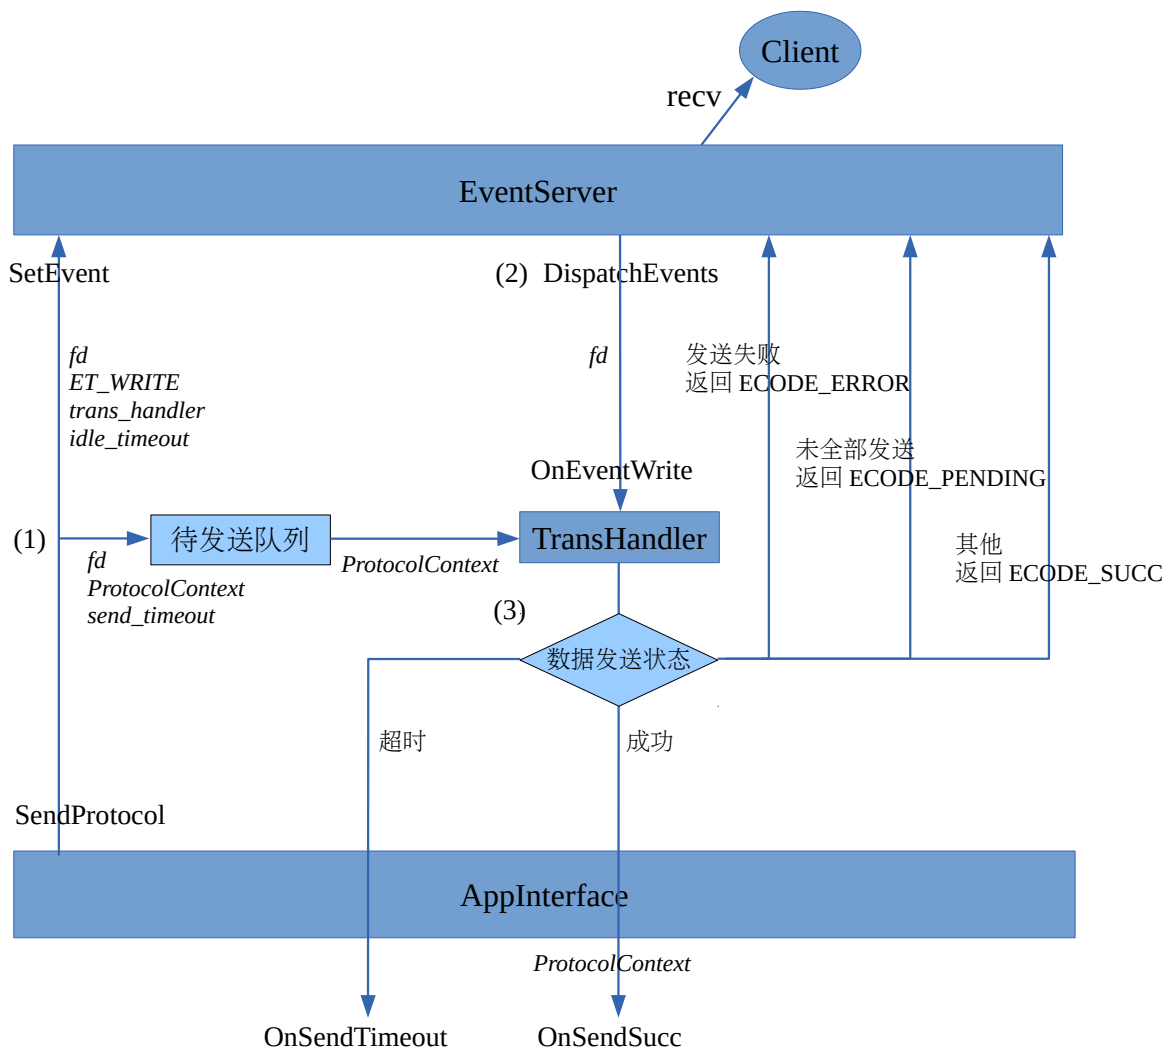 Client
recv
EventServer
SetEvent
(2) DispatchEvents
fd
ET_WRITE
trans_handler
idle_timeout
fd
发送失败
返回 ECODE_ERROR
未全部发送
返回 ECODE_PENDING
OnEventWrite
其他
返回 ECODE_SUCC
(1)
待发送队列
TransHandler
fd
ProtocolContext
send_timeout
ProtocolContext
(3)
数据发送状态
超时
成功
SendProtocol
AppInterface
ProtocolContext
OnSendTimeout
OnSendSucc